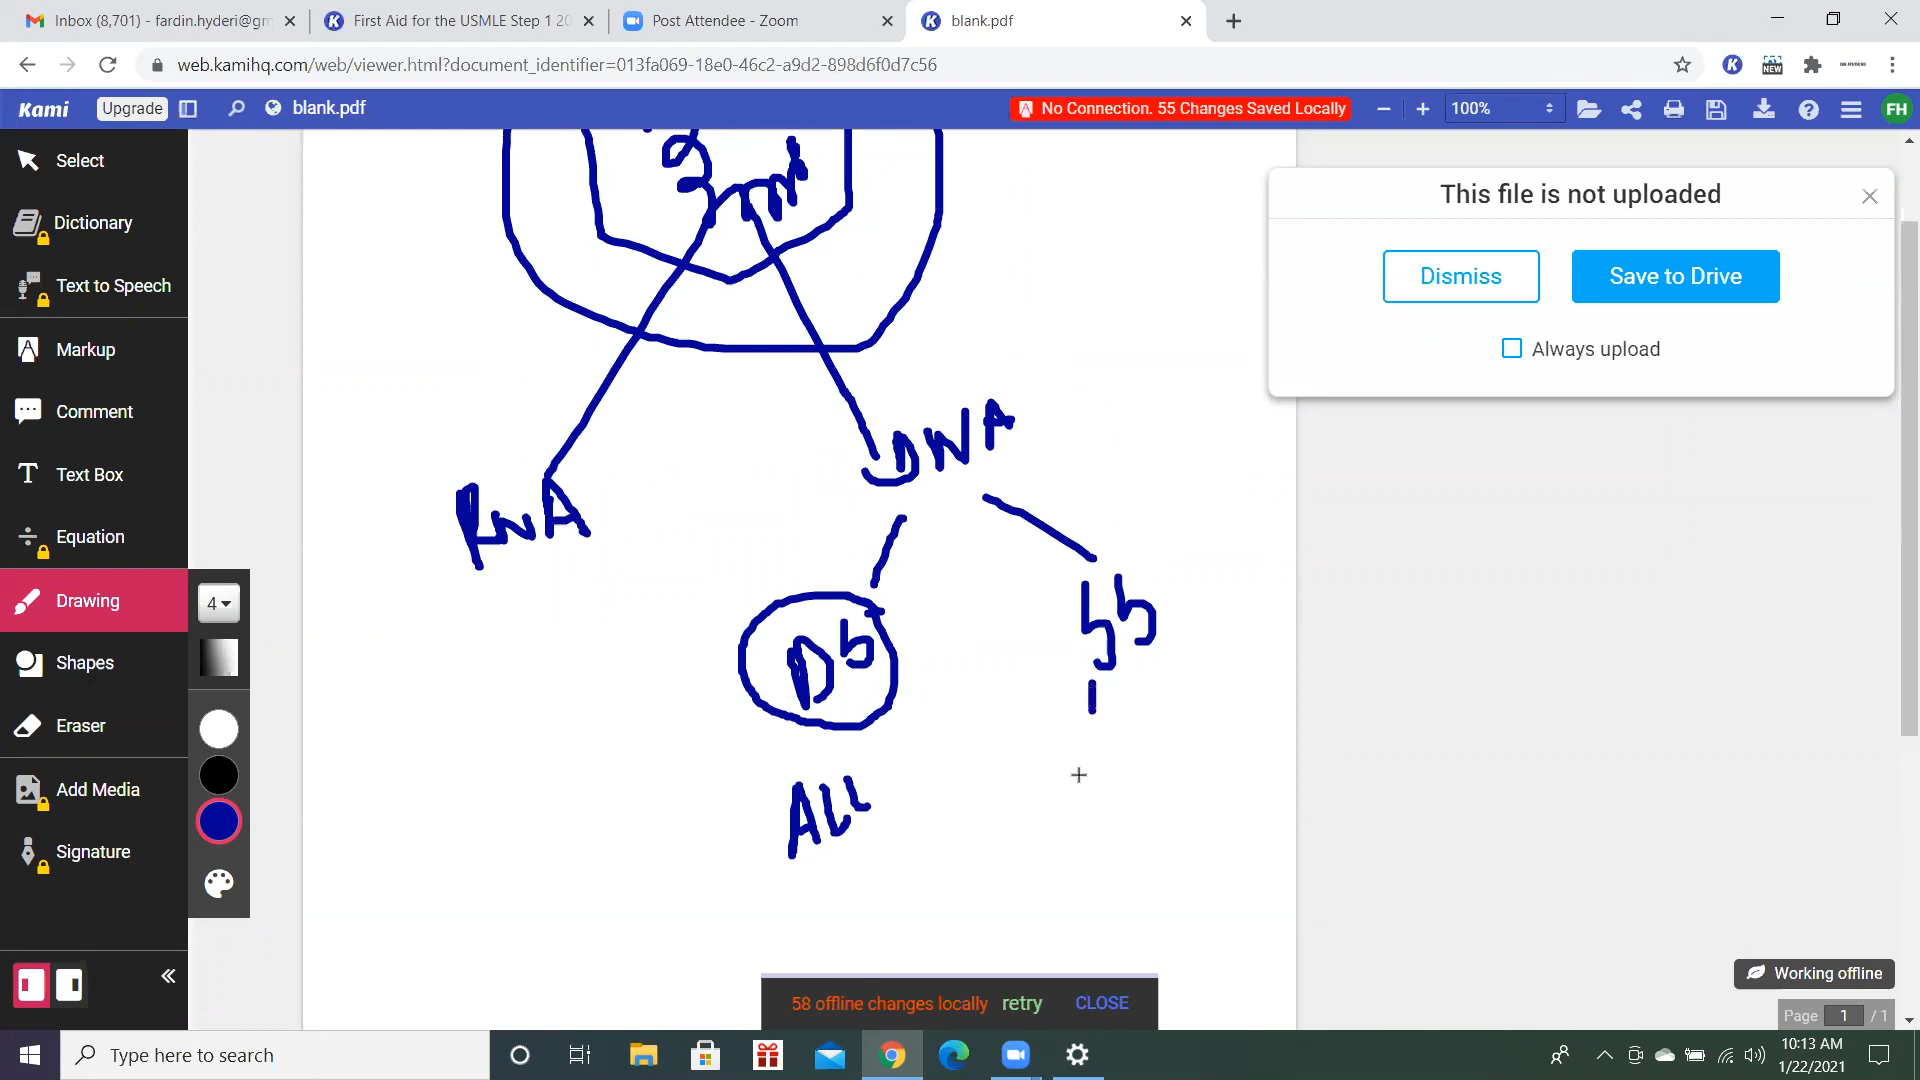 Inbox (8,701) - fardin.hyderi@gm
First Aid for the USMLE Step 1 20
Post Attendee - Zoom
blank.pdf
web.kamihq.com/web/viewer.html?document_identifier=013fa069-18e0-46c2-a9d2-898d6f0d7c56
NEW
Kami
Upgrade
blank.pdf
No Connection. 55 Changes Saved Locally
100%
FH
Select
Dictionary
Text to Speech
Markup
Comment
Text Box
Equation
Drawing
4
Shapes
Eraser
Add Media
Signature
This file is not uploaded
Dismiss
Save to Drive
Always upload
DNA
RNA
Ds
SS
All
Working offline
58 offline changes locally
retry
CLOSE
Page 1 / 1
Type here to search
10:13 AM
1/22/2021